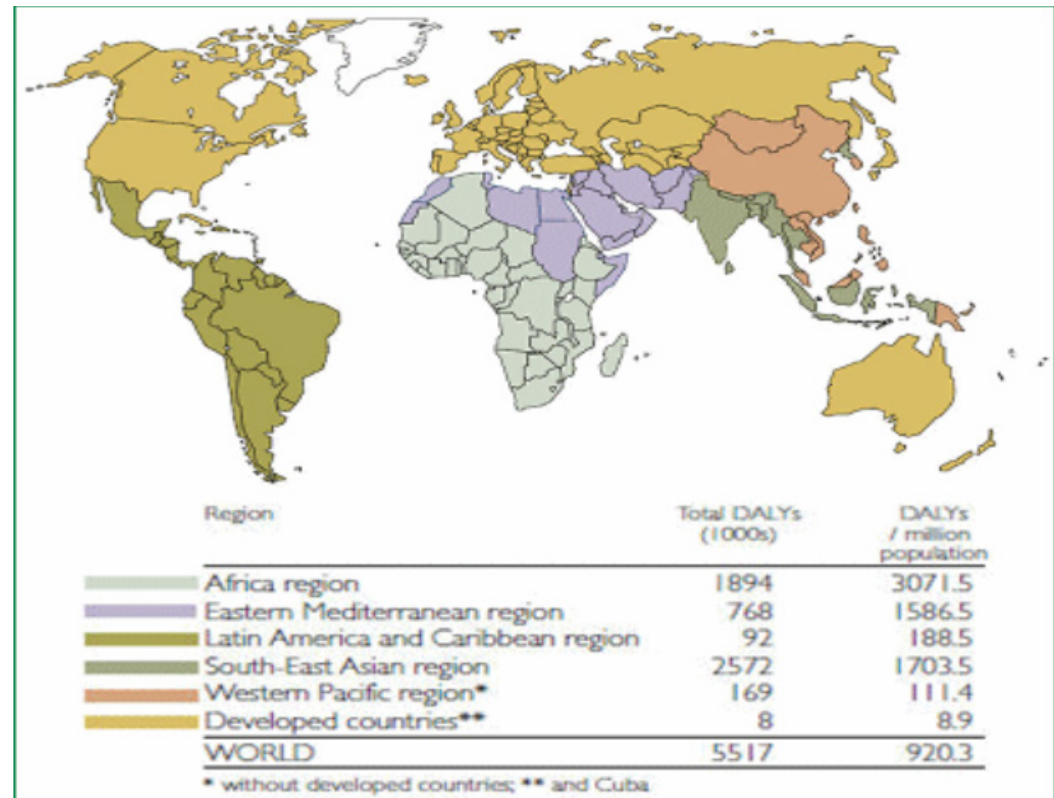 Region Total DALYs (1000s) DALYs / million population
Africa region 1894 3071.5
Eastern Mediterranean region 768 1586.5
Latin America and Caribbean region 92 188.5
South-East Asian region 2572 1703.5
Western Pacific region* 169 111.4
Developed countries** 8 8.9
WORLD 5517 920.3
* without developed countries; ** and Cuba